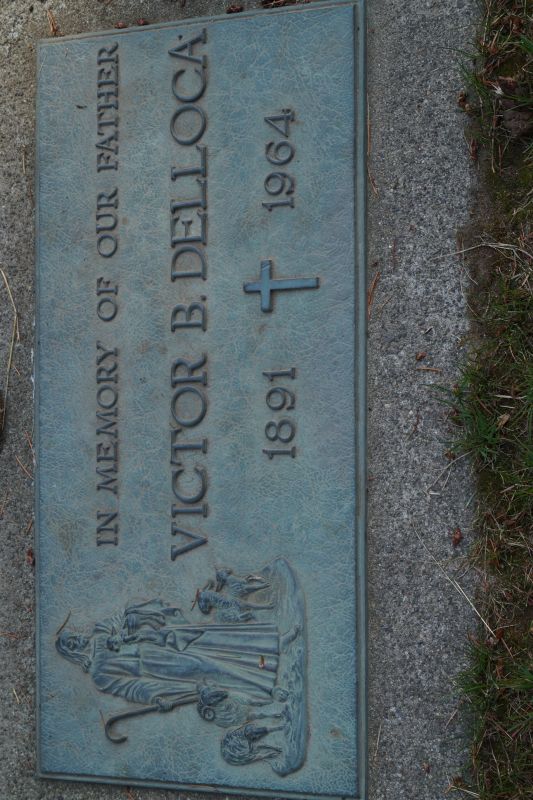 IN MEMORY OF OUR FATHER
VICTOR B. DELLOCA
1891 1964